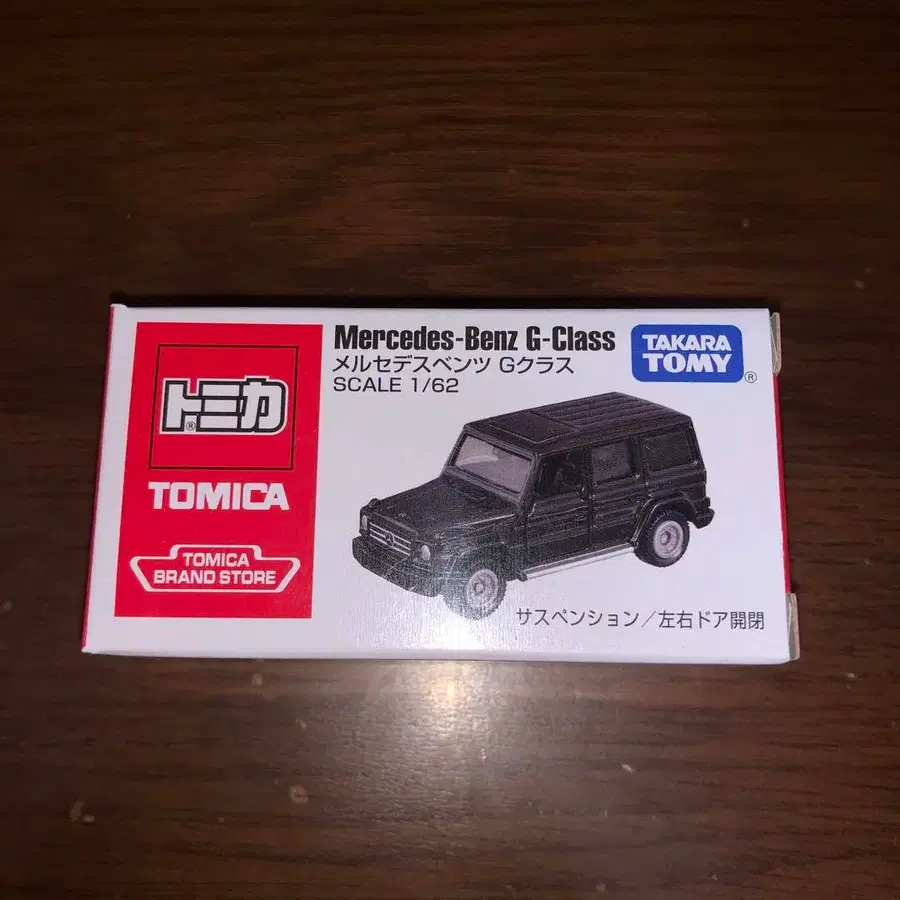 トミカ
®
TOMICA
TOMICA
BRAND STORE
Mercedes-Benz G-Class
メルセデスベンツ Gクラス
SCALE 1/62
TAKARA
TOMY
®
サスペンション/左右ドア開閉